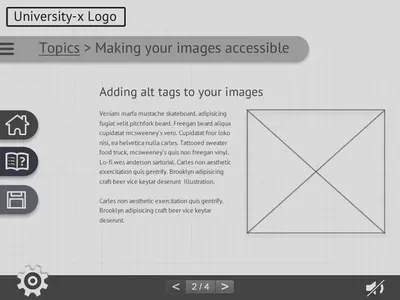 University-x Logo
Topics > Making your images accessible
Adding alt tags to your images
Veniam marfa mustache skateboard, adipisicing
fugiat velit pitchfork beard. Freegan beard aliqua
cupidatat mcsweeney's vero. Cupidatat four loko
nisi, ea helvetica nulla carles. Tattooed sweater
food truck, mcsweeney's quis non freegan vinyl.
Lo-fi wes anderson sartorial. Carles non aesthetic
exercitation quis gentrify. Brooklyn adipisicing
craft beer vice keytar deserunt illustration.
Carles non aesthetic exercitation quis gentrify.
Brooklyn adipisicing craft beer vice keytar
deserunt.
?
< 2 / 4 >